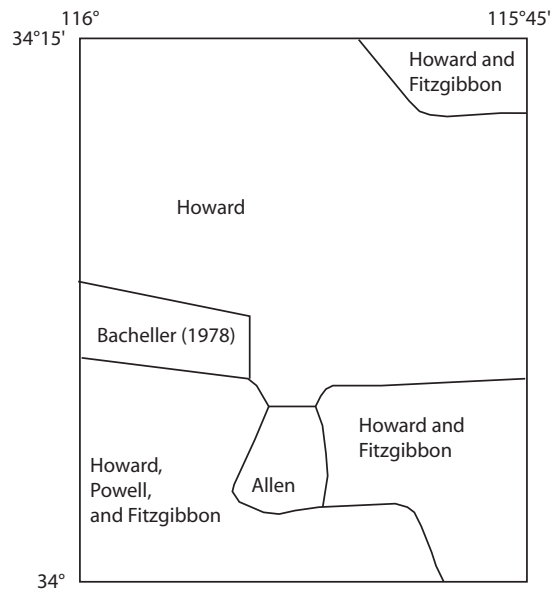 116°
115°45'
34°15'
Howard and
Fitzgibbon
Howard
Bacheller (1978)
Howard and
Fitzgibbon
Howard,
Powell,
and Fitzgibbon
Allen
34°